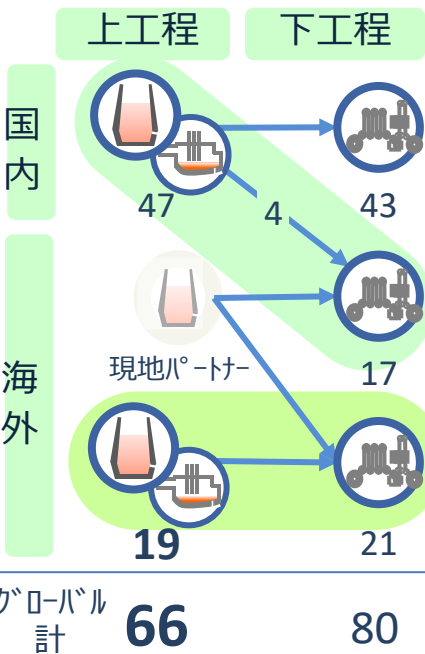 上工程 下工程
国
内
47 4 43
現地ﾊﾟｰﾄﾅｰ 17
海
外
19 21
ｸﾞﾛｰﾊﾞﾙ
計 66 80